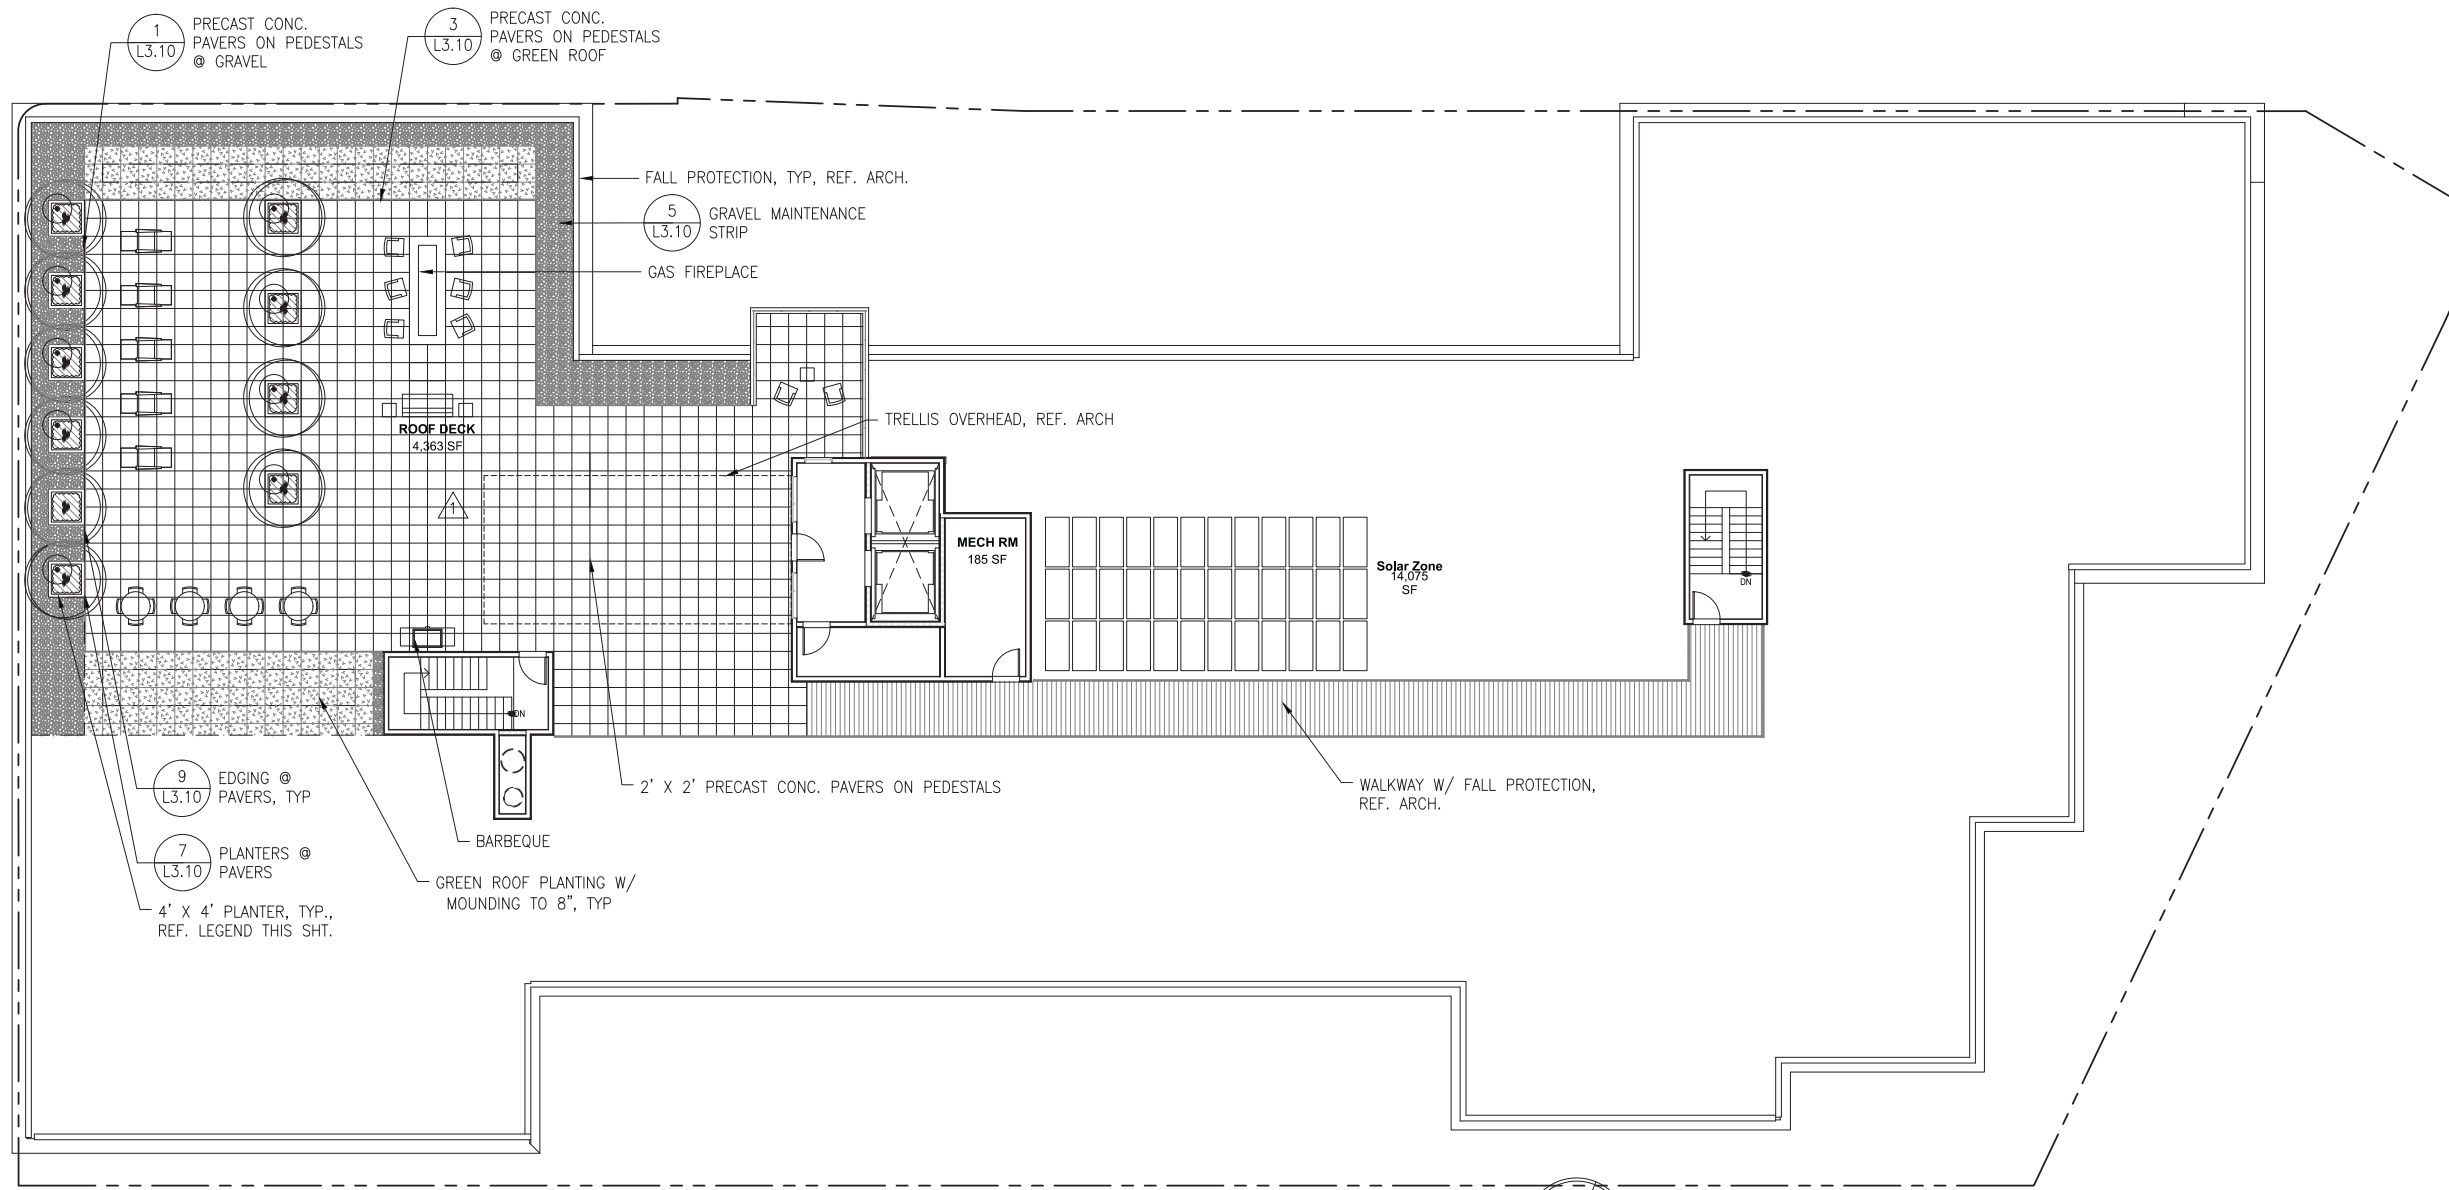 1
L3.10
PRECAST CONC.
PAVERS ON PEDESTALS
@ GRAVEL
3
L3.10
PRECAST CONC.
PAVERS ON PEDESTALS
@ GREEN ROOF
FALL PROTECTION, TYP, REF. ARCH.
5
L3.10
GRAVEL MAINTENANCE
STRIP
GAS FIREPLACE
TRELLIS OVERHEAD, REF. ARCH
ROOF DECK
4,363 SF
1
MECH RM
185 SF
Solar Zone
14,075
SF
DN
DN
9
L3.10
EDGING @
PAVERS, TYP
2' X 2' PRECAST CONC. PAVERS ON PEDESTALS
WALKWAY W/ FALL PROTECTION,
REF. ARCH.
BARBEQUE
7
L3.10
PLANTERS @
PAVERS
GREEN ROOF PLANTING W/
MOUNDING TO 8", TYP
4' X 4' PLANTER, TYP.,
REF. LEGEND THIS SHT.